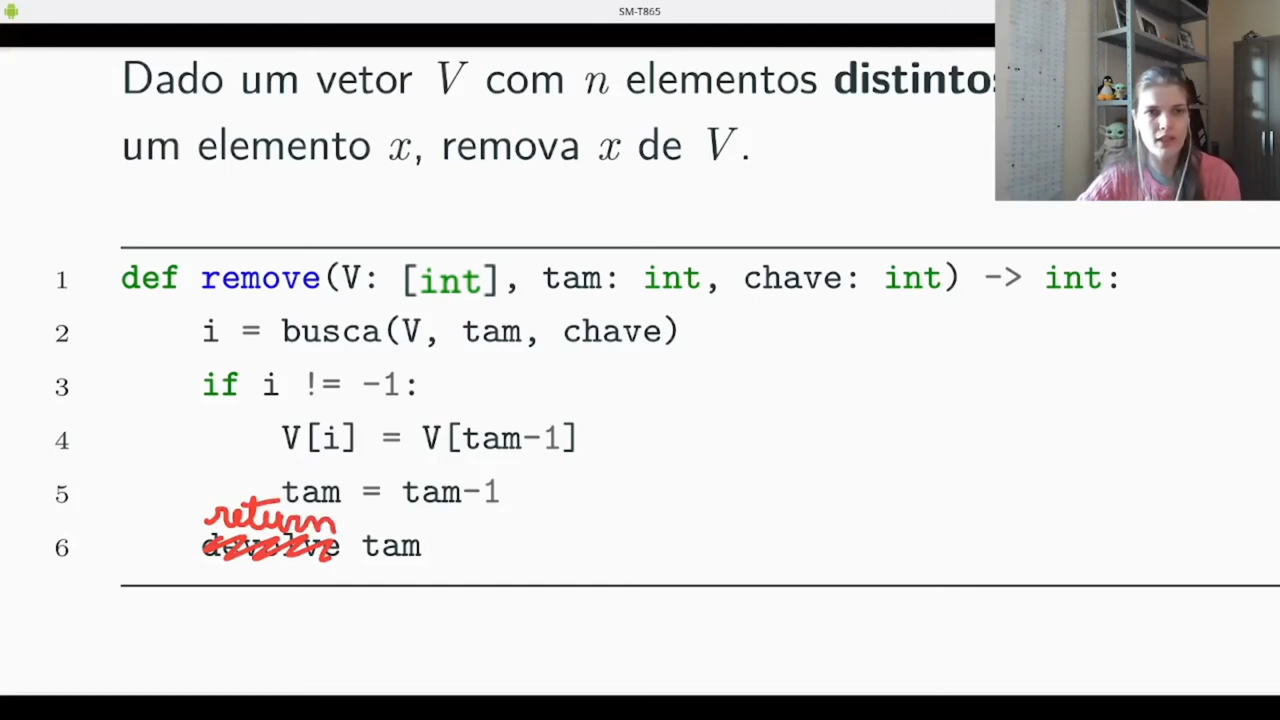 SM-T865
Dado um vetor V com n elementos distintos
um elemento x, remova x de V.
1 def remove(V: [int], tam: int, chave: int) -> int:
2 i = busca(V, tam, chave)
3 if i != -1:
4 V[i] = V[tam-1]
5 tam = tam-1
return
6 devolve tam